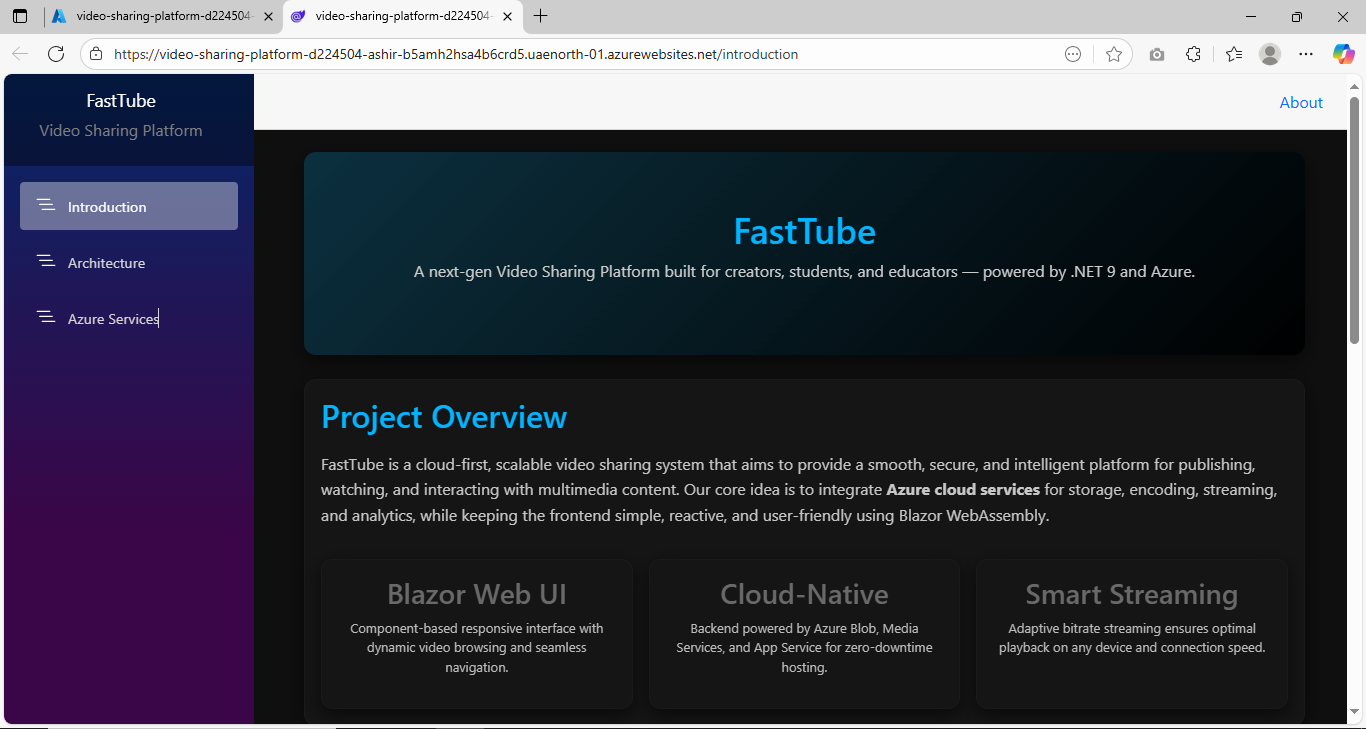 video-sharing-platform-d224504-
video-sharing-platform-d224504-
https://video-sharing-platform-d224504-ashir-b5amh2hsa4b6crd5.uaenorth-01.azurewebsites.net/introduction
FastTube
Video Sharing Platform
About
Introduction
Architecture
Azure Services
FastTube
A next-gen Video Sharing Platform built for creators, students, and educators — powered by .NET 9 and Azure.
Project Overview
FastTube is a cloud-first, scalable video sharing system that aims to provide a smooth, secure, and intelligent platform for publishing,
watching, and interacting with multimedia content. Our core idea is to integrate Azure cloud services for storage, encoding, streaming,
and analytics, while keeping the frontend simple, reactive, and user-friendly using Blazor WebAssembly.
Blazor Web UI
Component-based responsive interface with
dynamic video browsing and seamless
navigation.
Cloud-Native
Backend powered by Azure Blob, Media
Services, and App Service for zero-downtime
hosting.
Smart Streaming
Adaptive bitrate streaming ensures optimal
playback on any device and connection speed.